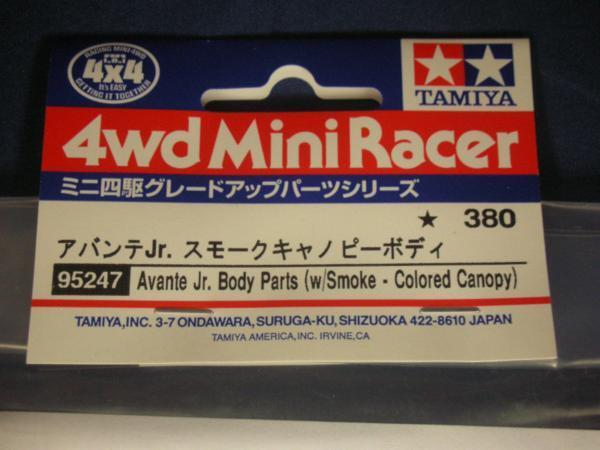 RACING MINI 4WD
4x4
It's EASY
GETTING IT TOGETHER
TAMIYA
4wd Mini Racer
ミニ四駆グレードアップパーツシリーズ
★ 380
アバンテJr. スモークキャノピーボディ
95247 Avante Jr. Body Parts (w/Smoke - Colored Canopy)
TAMIYA,INC. 3-7 ONDAWARA, SURUGA-KU, SHIZUOKA 422-8610 JAPAN
TAMIYA AMERICA, INC. IRVINE,CA